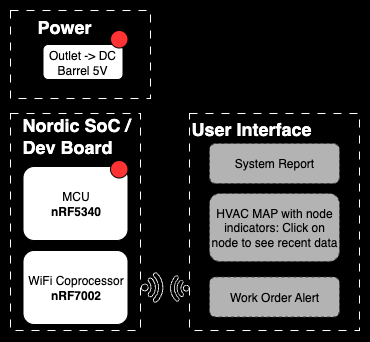 Power
Outlet -> DC
Barrel 5V
Nordic SoC /
Dev Board
MCU
nRF5340
WiFi Coprocessor
nRF7002
User Interface
System Report
HVAC MAP with node
indicators: Click on
node to see recent data
Work Order Alert